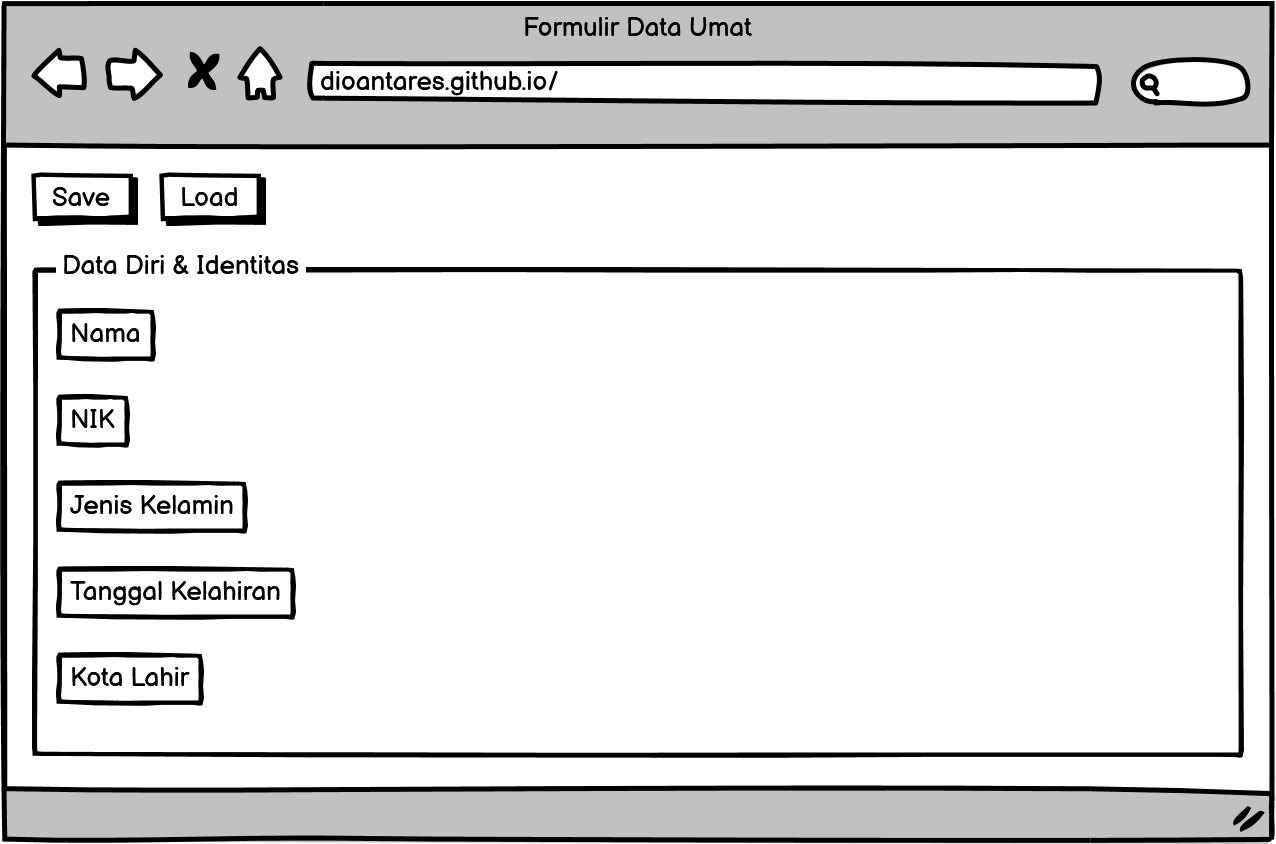 Formulir Data Umat
dioantares.github.io/
Save
Load
Data Diri & Identitas
Nama
NIK
Jenis Kelamin
Tanggal Kelahiran
Kota Lahir